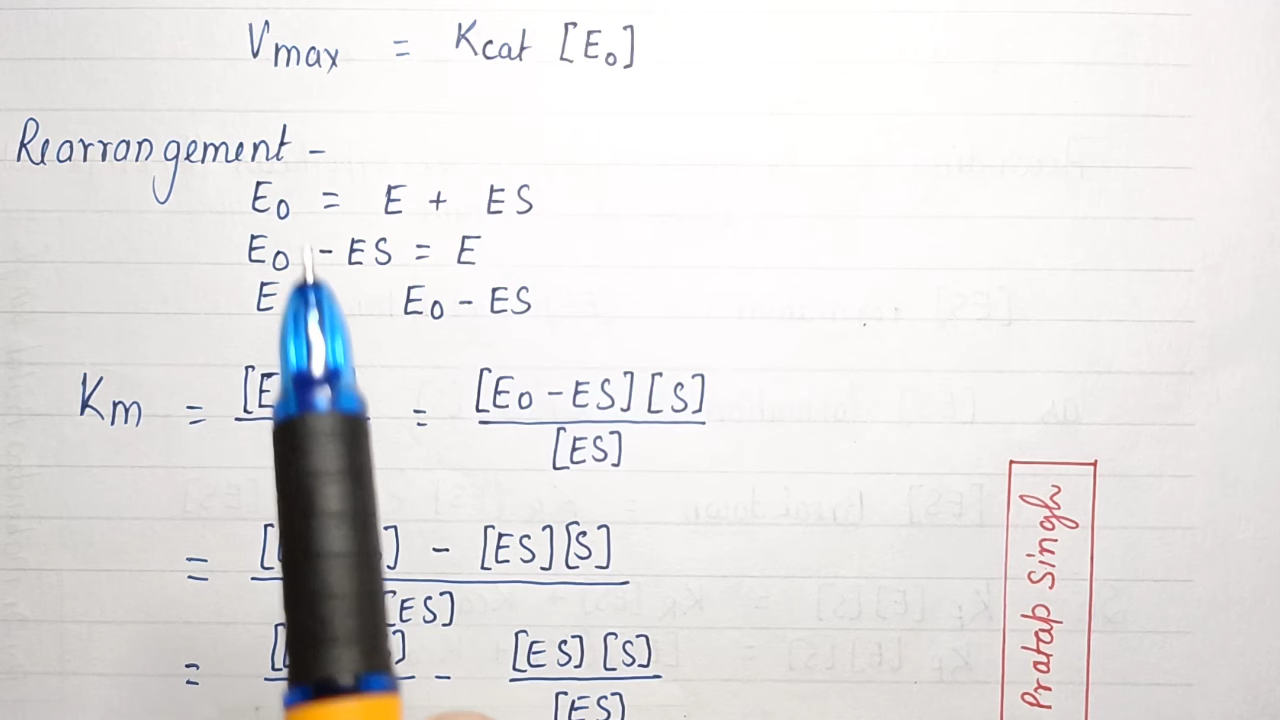 Vmax = Kcat [E₀]
Rearrangement -
E₀ = E + ES
E₀ - ES = E
E E₀ - ES
Km = [E = [E₀ - ES][S]
[ES]
= [ ] - [ES][S]
[ES]
= [ ] - [ES][S]
[ES]
Pratap Singh